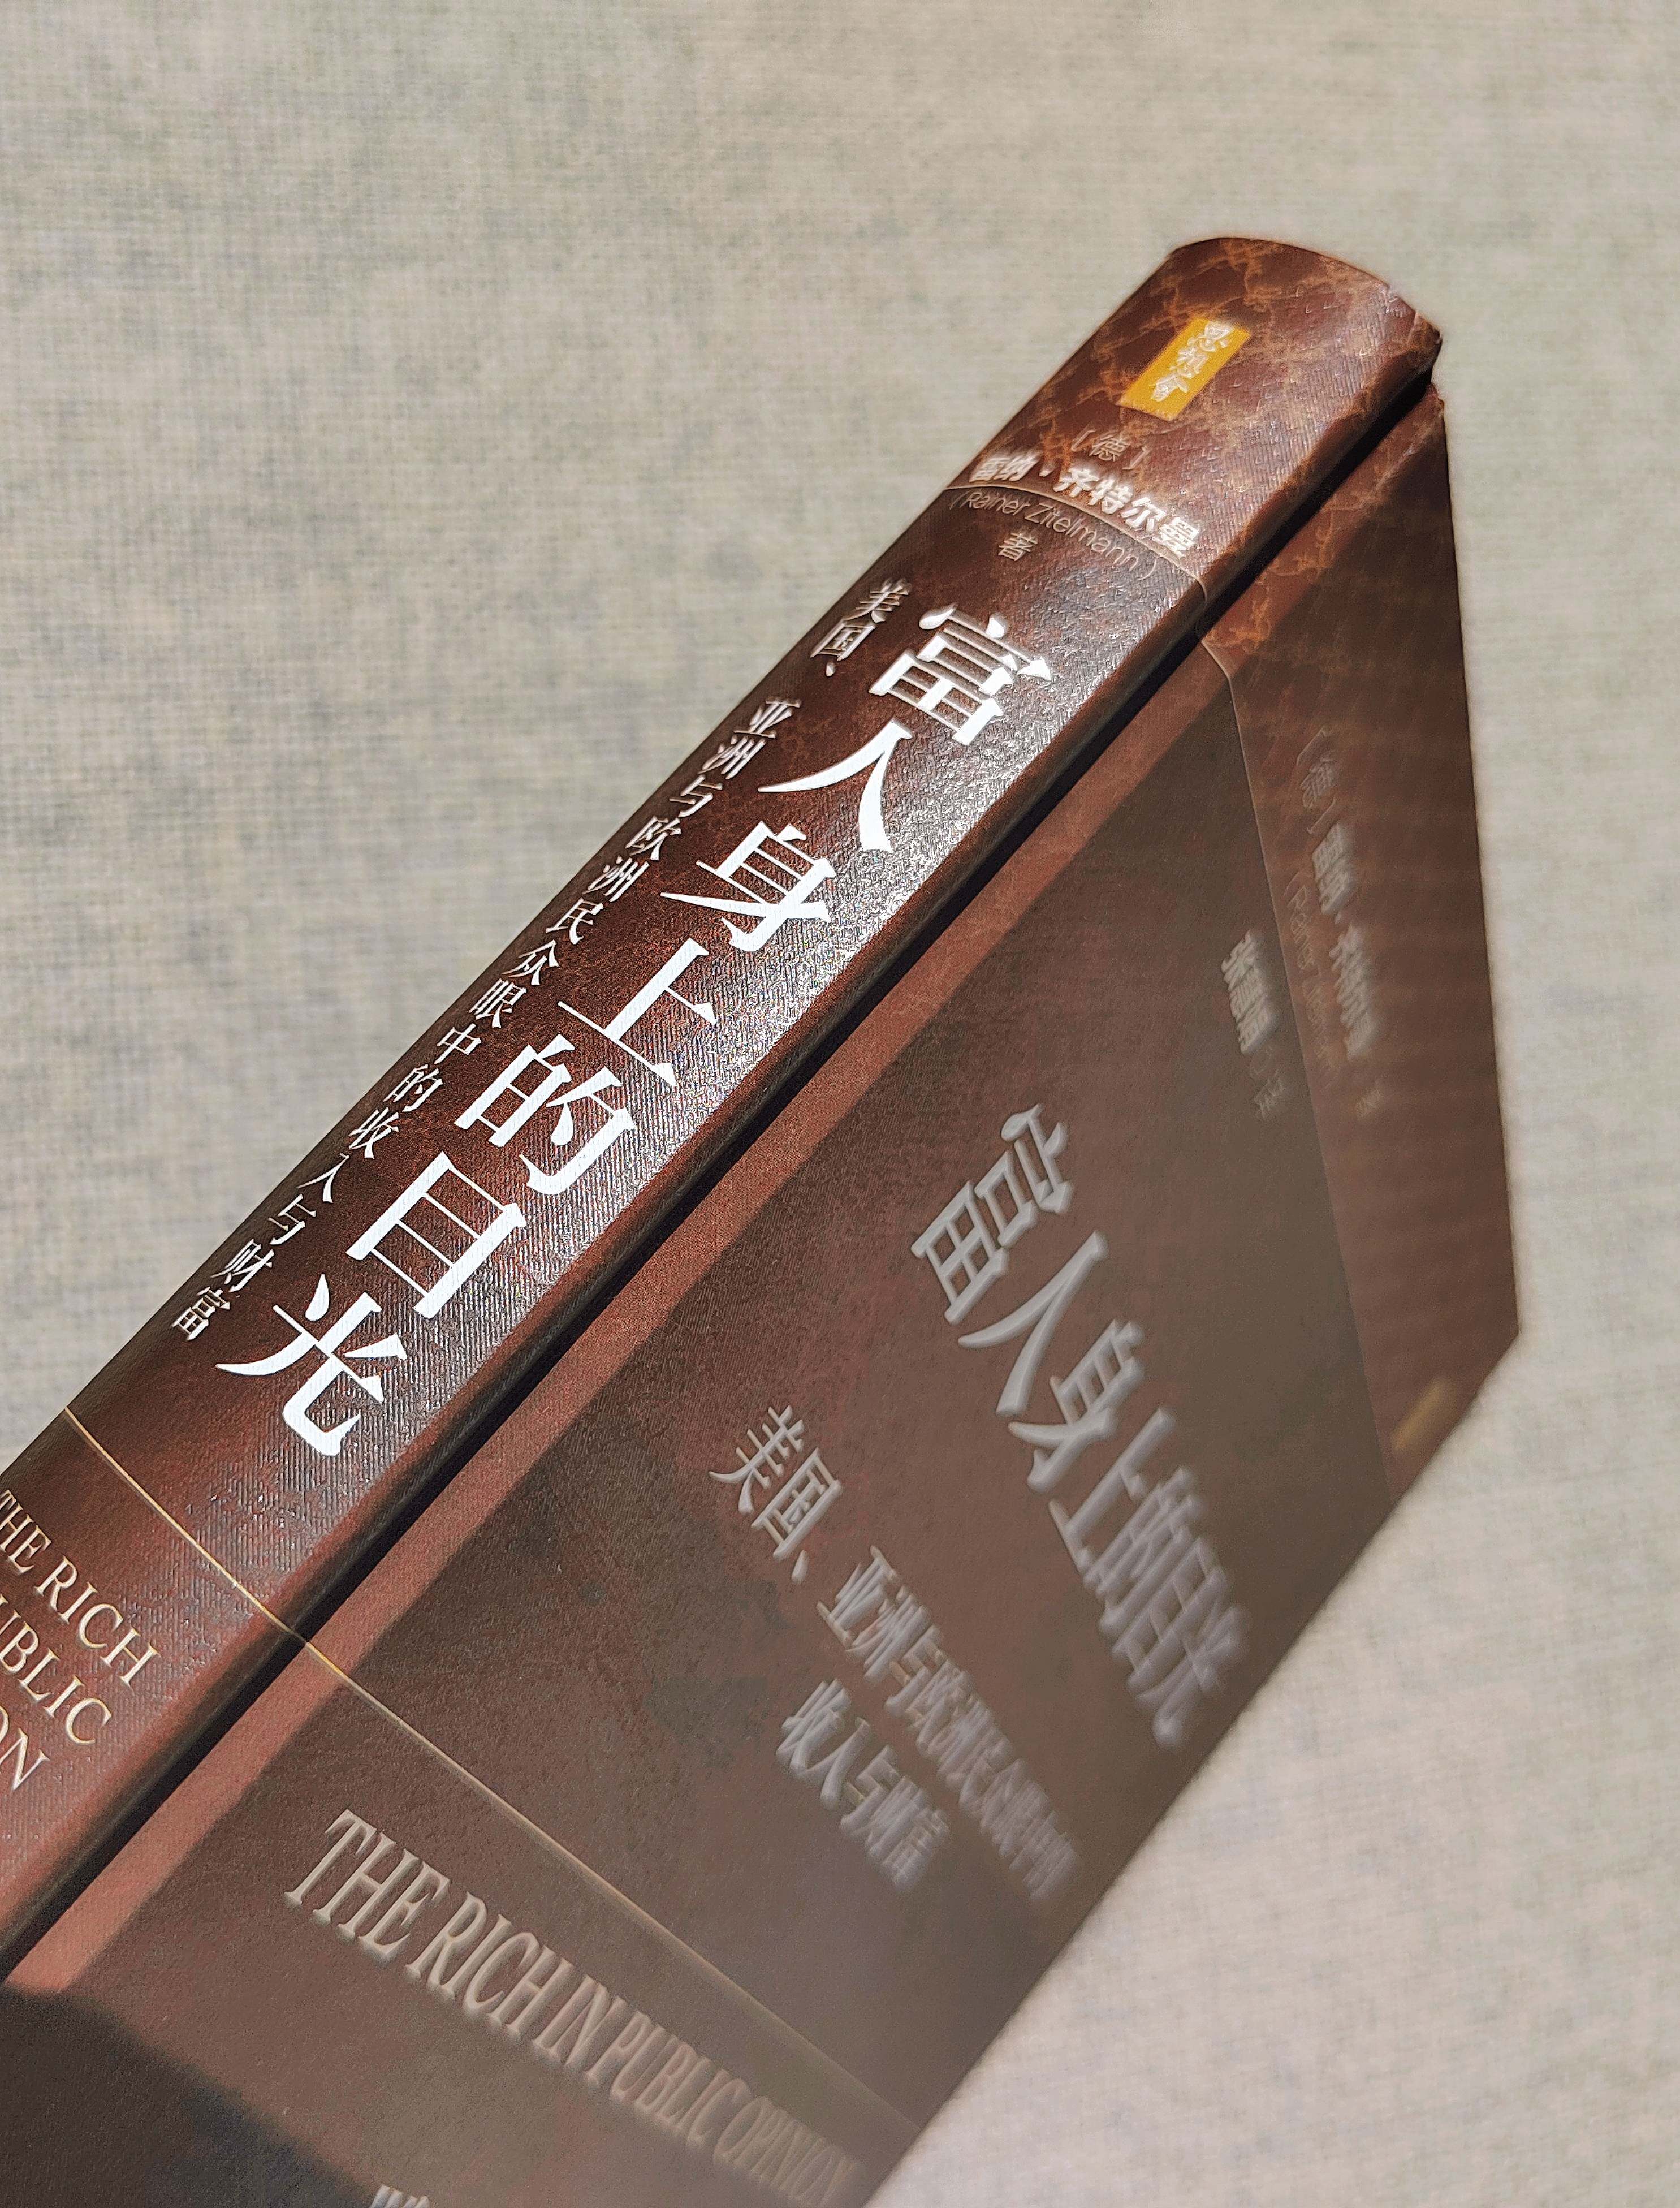 思想會
[德]
雷纳·齐特尔曼
(Rainer Zitelmann)
著
富人身上的目光
美国、亚洲与欧洲民众眼中的收入与财富
THE RICH
富人身上的目光
美国、亚洲与欧洲民众眼中的
收入与财富
THE RICH IN PUBLIC OPINION